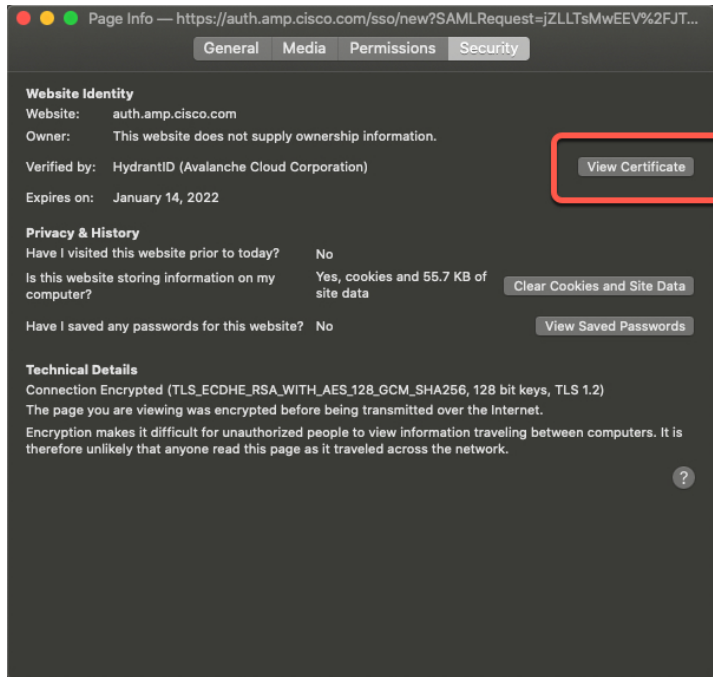 Page Info — https://auth.amp.cisco.com/sso/new?SAMLRequest=jZLLTsMwEEV%2FJT...
General Media Permissions Security
Website Identity
Website: auth.amp.cisco.com
Owner: This website does not supply ownership information.
Verified by: HydrantID (Avalanche Cloud Corporation) View Certificate
Expires on: January 14, 2022
Privacy & History
Have I visited this website prior to today? No
Is this website storing information on my
computer?
Yes, cookies and 55.7 KB of
site data
Clear Cookies and Site Data
Have I saved any passwords for this website? No View Saved Passwords
Technical Details
Connection Encrypted (TLS_ECDHE_RSA_WITH_AES_128_GCM_SHA256, 128 bit keys, TLS 1.2)
The page you are viewing was encrypted before being transmitted over the Internet.
Encryption makes it difficult for unauthorized people to view information traveling between computers. It is
therefore unlikely that anyone read this page as it traveled across the network.
?